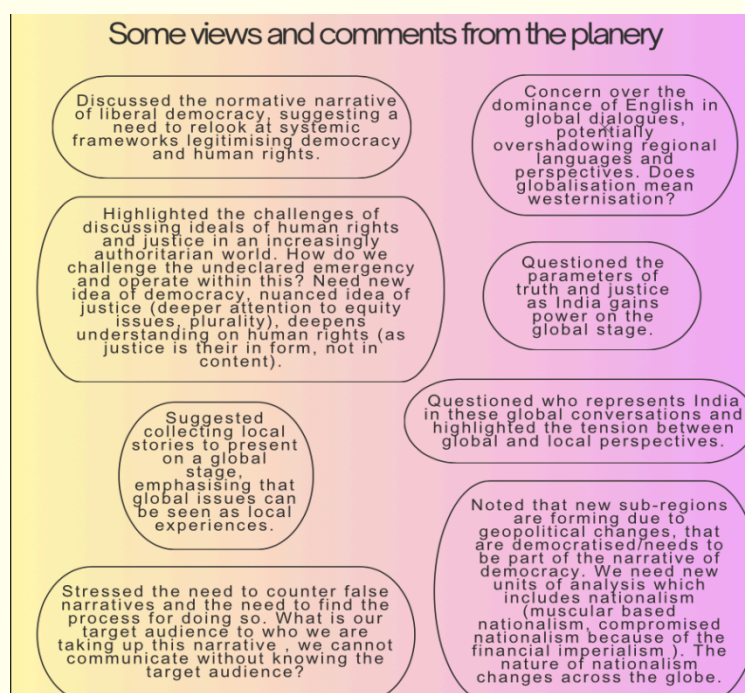 Some views and comments from the planery
Discussed the normative narrative
of liberal democracy, suggesting a
need to relook at systemic
frameworks legitimising democracy
and human rights.
Highlighted the challenges of
discussing ideals of human rights
and justice in an increasingly
authoritarian world. How do we
challenge the undeclared emergency
and operate within this? Need new
idea of democracy, nuanced idea of
justice (deeper attention to equity
issues, plurality), deepens
understanding on human rights (as
justice is their in form, not in
content).
Suggested
collecting local
stories to present
on a global
stage,
emphasising that
global issues can
be seen as local
experiences.
Stressed the need to counter false
narratives and the need to find the
process for doing so. What is our
target audience to who we are
taking up this narrative , we cannot
communicate without knowing the
target audience?
Concern over the
dominance of English in
global dialogues,
potentially
overshadowing regional
languages and
perspectives. Does
globalisation mean
westernisation?
Questioned the
parameters of
truth and justice
as India gains
power on the
global stage.
Questioned who represents India
in these global conversations and
highlighted the tension between
global and local perspectives.
Noted that new sub-regions
are forming due to
geopolitical changes, that
are democratised/needs to
be part of the narrative of
democracy. We need new
units of analysis which
includes nationalism
(muscular based
nationalism, compromised
nationalism because of the
financial imperialism ). The
nature of nationalism
changes across the globe.